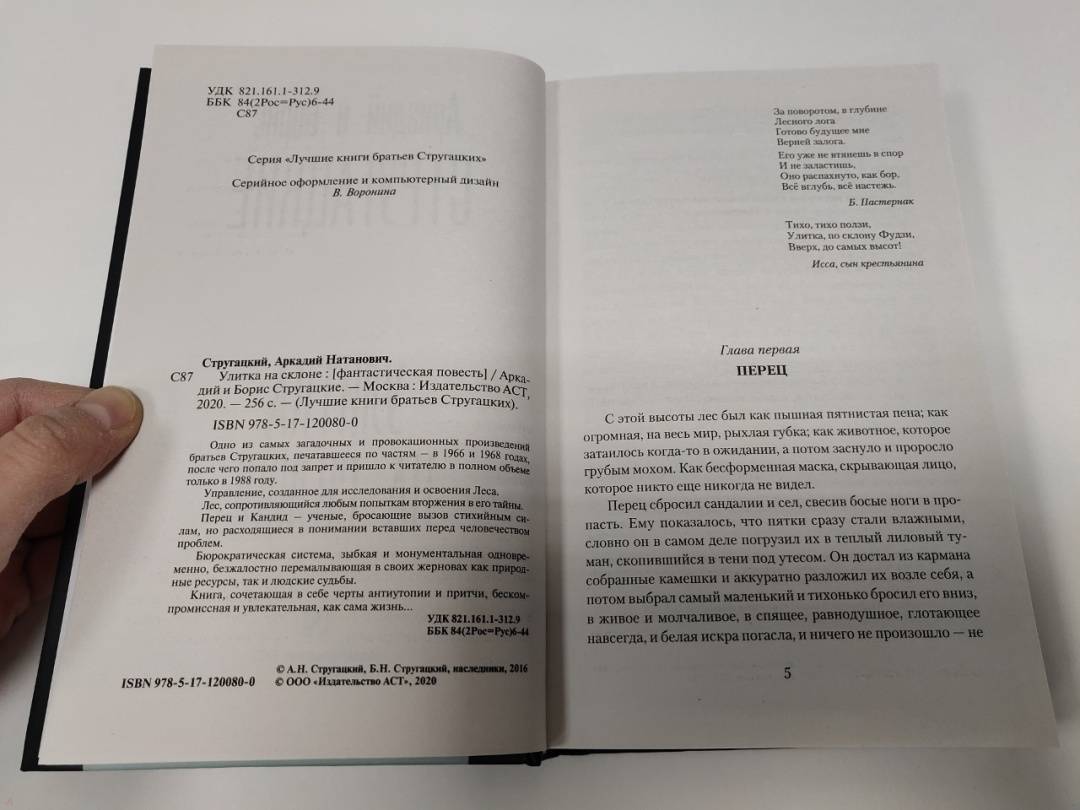 УДК 821.161.1-312.9
ББК 84(2Рос=Рус)6-44
С87
Серия «Лучшие книги братьев Стругацких»
Серийное оформление и компьютерный дизайн
В. Воронина
Стругацкий, Аркадий Натанович.
С87 Улитка на склоне : [фантастическая повесть] / Арка-
дий и Борис Стругацкие. — Москва : Издательство АСТ,
2020. — 256 с. — (Лучшие книги братьев Стругацких).
ISBN 978-5-17-120080-0
Одно из самых загадочных и провокационных произведений
братьев Стругацких, печатавшееся по частям – в 1966 и 1968 годах,
после чего попало под запрет и пришло к читателю в полном объеме
только в 1988 году.
Управление, созданное для исследования и освоения Леса.
Лес, сопротивляющийся любым попыткам вторжения в его тайны.
Перец и Кандид – ученые, бросающие вызов стихийным си-
лам, но расходящиеся в понимании вставших перед человечеством
проблем.
Бюрократическая система, зыбкая и монументальная одновре-
менно, безжалостно перемалывающая в своих жерновах как природ-
ные ресурсы, так и людские судьбы.
Книга, сочетающая в себе черты антиутопии и притчи, беском-
промиссная и увлекательная, как сама жизнь...
УДК 821.161.1-312.9
ББК 84(2Рос=Рус)6-44
© А.Н. Стругацкий, Б.Н. Стругацкий, наследники, 2016
ISBN 978-5-17-120080-0 © ООО «Издательство АСТ», 2020
За поворотом, в глубине
Лесного лога
Готово будущее мне
Верней залога.
Его уже не втянешь в спор
И не заластишь,
Оно распахнуто, как бор,
Всё вглубь, всё настежь.
Б. Пастернак
Тихо, тихо ползи,
Улитка, по склону Фудзи,
Вверх, до самых высот!
Исса, сын крестьянина
Глава первая
ПЕРЕЦ
С этой высоты лес был как пышная пятнистая пена; как
огромная, на весь мир, рыхлая губка; как животное, которое
затаилось когда-то в ожидании, а потом заснуло и проросло
грубым мохом. Как бесформенная маска, скрывающая лицо,
которое никто еще никогда не видел.
Перец сбросил сандалии и сел, свесив босые ноги в про-
пасть. Ему показалось, что пятки сразу стали влажными,
словно он в самом деле погрузил их в теплый лиловый ту-
ман, скопившийся в тени под утесом. Он достал из кармана
собранные камешки и аккуратно разложил их возле себя, а
потом выбрал самый маленький и тихонько бросил его вниз,
в живое и молчаливое, в спящее, равнодушное, глотающее
навсегда, и белая искра погасла, и ничего не произошло — не
5